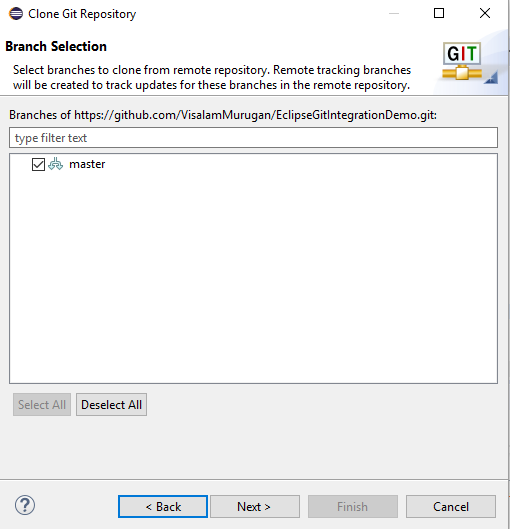 Clone Git Repository
Branch Selection
GIT
Select branches to clone from remote repository. Remote tracking branches
will be created to track updates for these branches in the remote repository.
Branches of https://github.com/VisalamMurugan/EclipseGitIntegrationDemo.git:
type filter text
master
Select All
Deselect All
?
< Back
Next >
Finish
Cancel